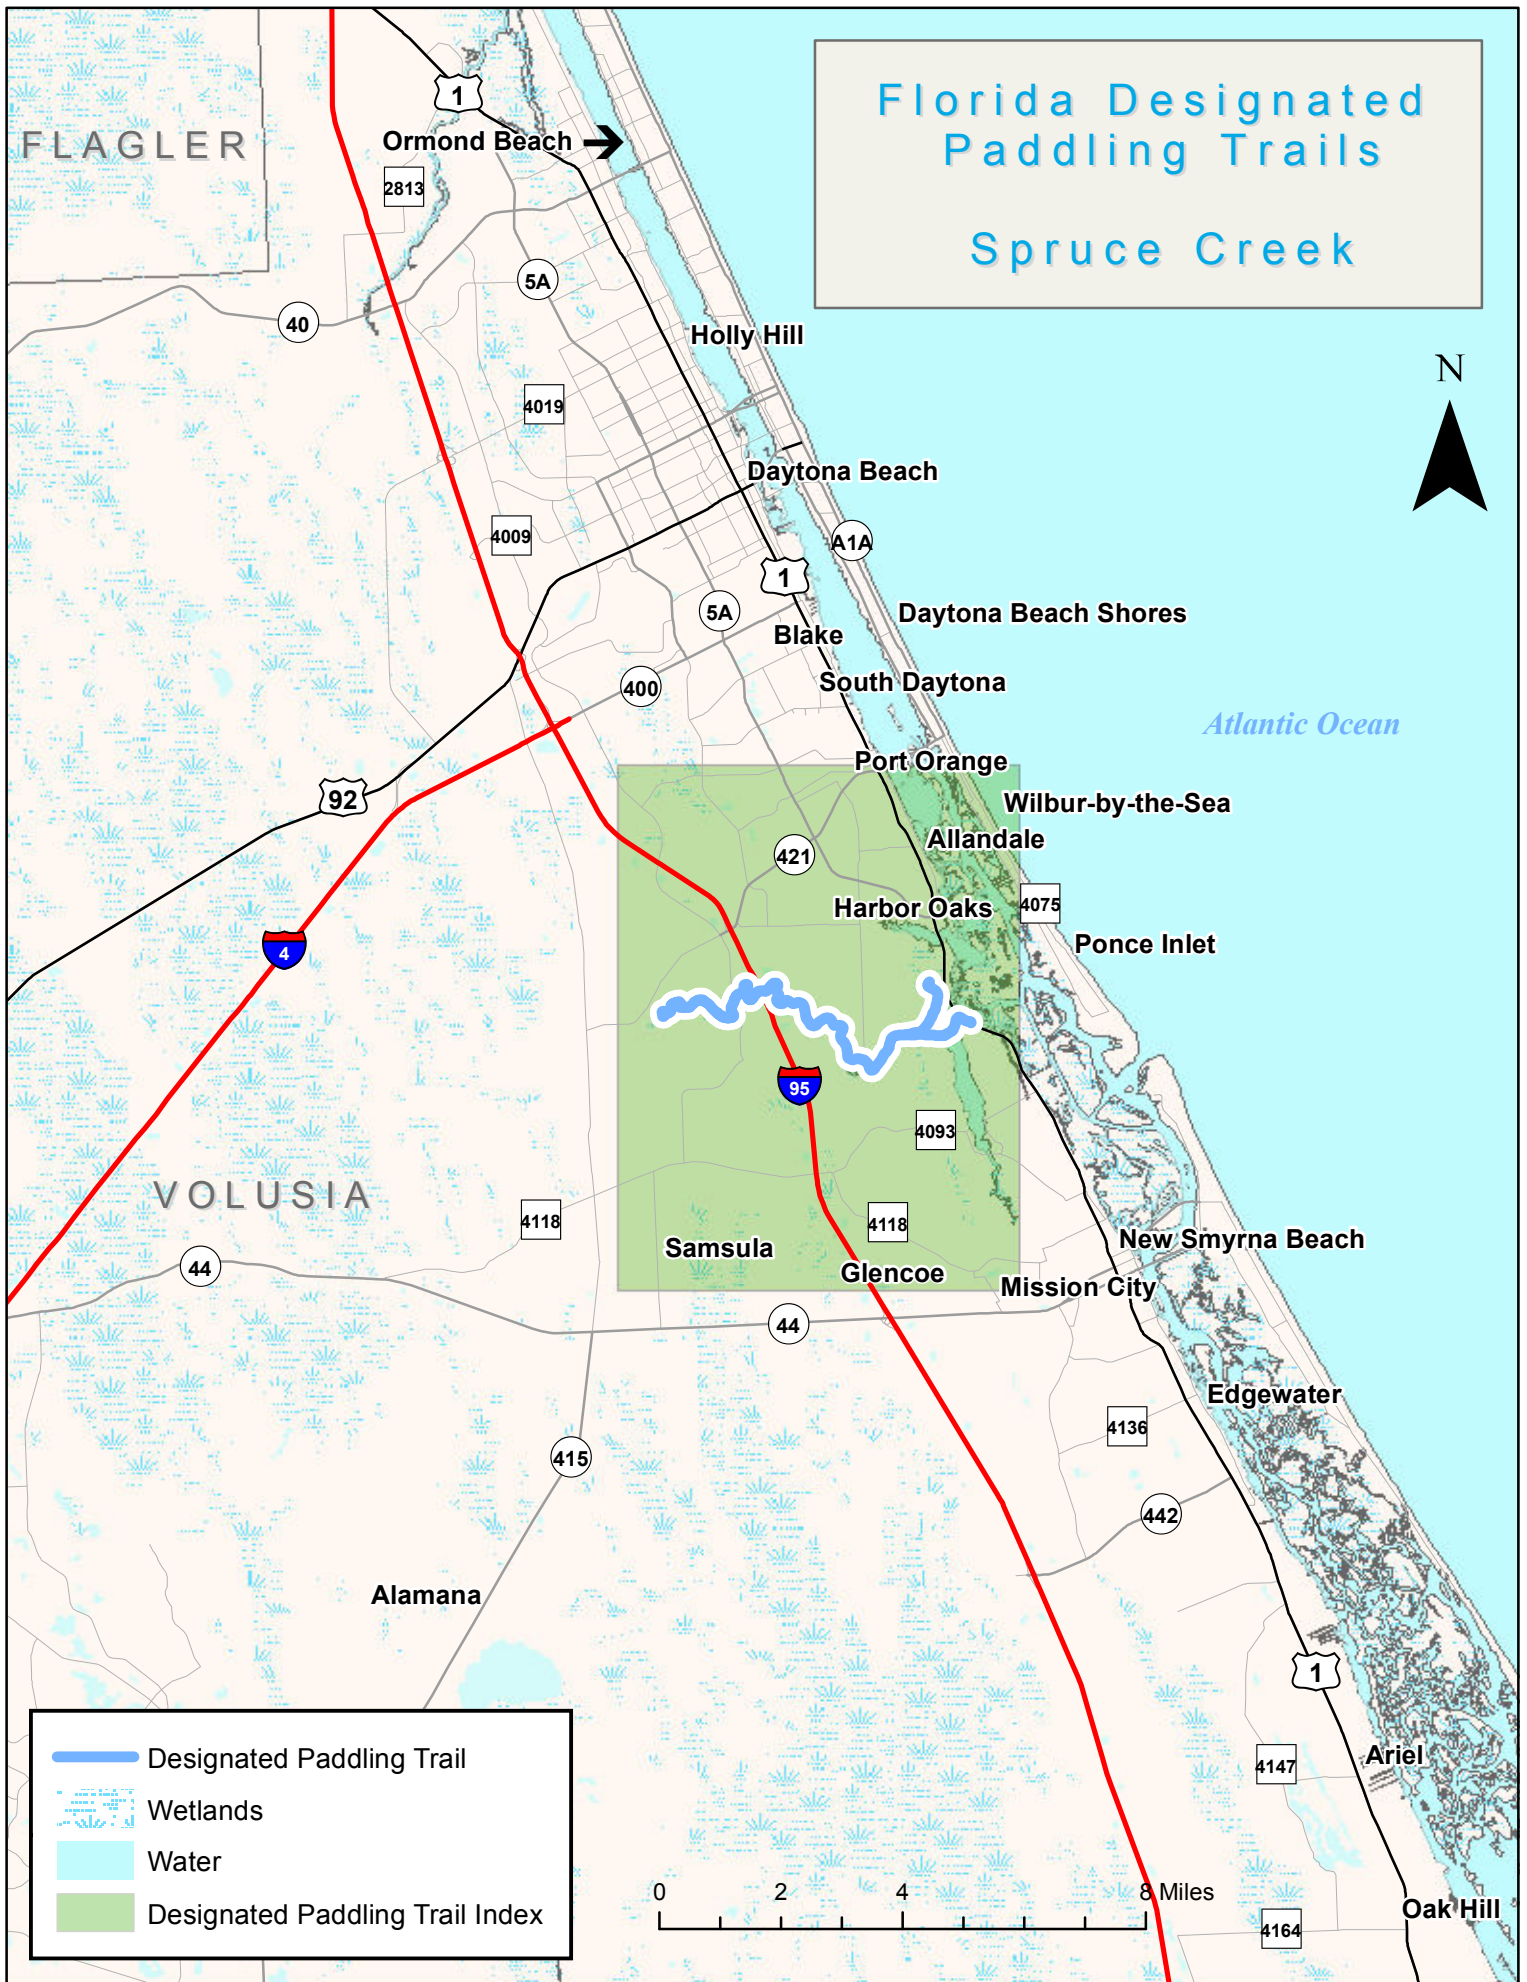 Florida Designated
Paddling Trails
Spruce Creek
1
FLAGLER
Ormond Beach
2813
5A
40
Holly Hill
N
4019
Daytona Beach
4009
A1A
1
5A
Daytona Beach Shores
Blake
400
South Daytona
Atlantic Ocean
Port Orange
92
Wilbur-by-the-Sea
Allandale
421
4075
Harbor Oaks
Ponce Inlet
4
95
4093
VOLUSIA
4118
4118
New Smyrna Beach
Samsula
44
Glencoe
Mission City
44
Edgewater
4136
415
442
Alamana
1
Designated Paddling Trail
Ariel
4147
Wetlands
Water
0 2 4 8 Miles
Designated Paddling Trail Index
Oak Hill
4164